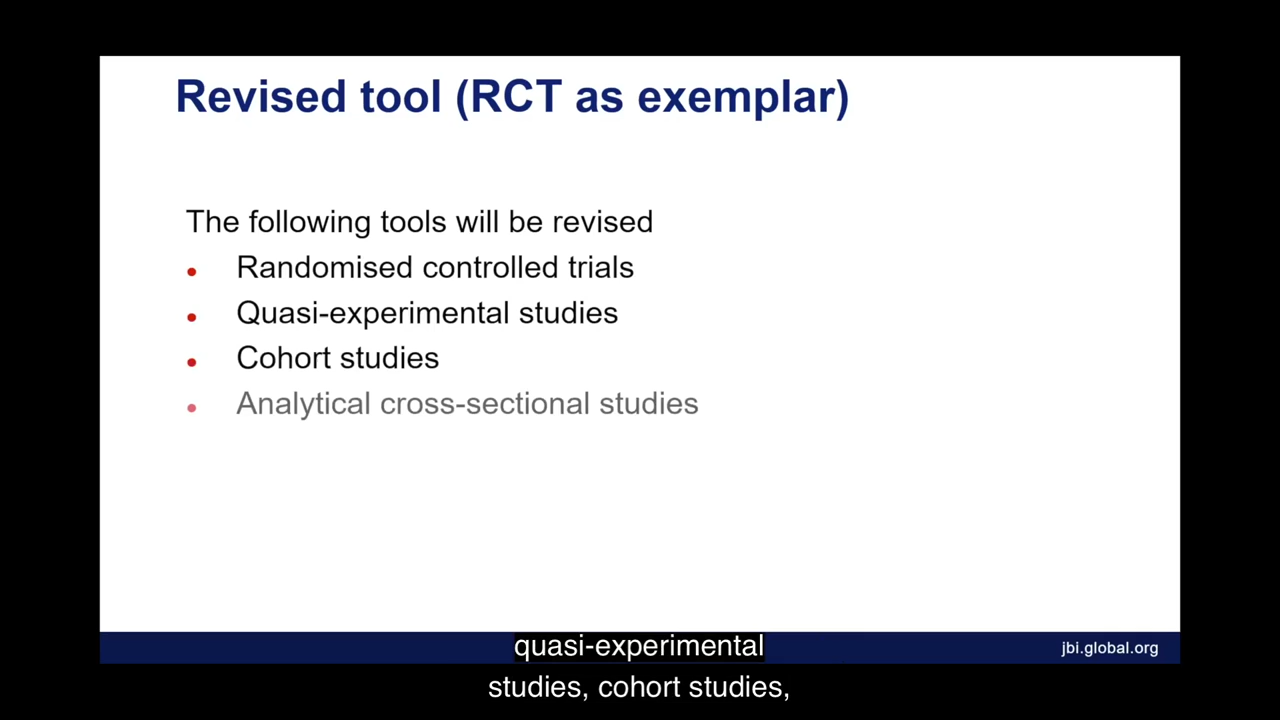 Revised tool (RCT as exemplar)
The following tools will be revised
• Randomised controlled trials
• Quasi-experimental studies
• Cohort studies
• Analytical cross-sectional studies
jbi.global.org
quasi-experimental
studies, cohort studies,